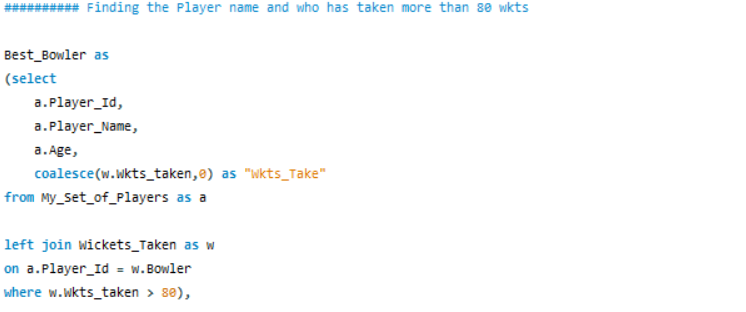 ########## Finding the Player name and who has taken more than 80 wkts
Best_Bowler as
(select
a.Player_Id,
a.Player_Name,
a.Age,
coalesce(w.Wkts_taken,0) as "Wkts_Take"
from My_Set_of_Players as a
left join Wickets_Taken as w
on a.Player_Id = w.Bowler
where w.Wkts_taken > 80),